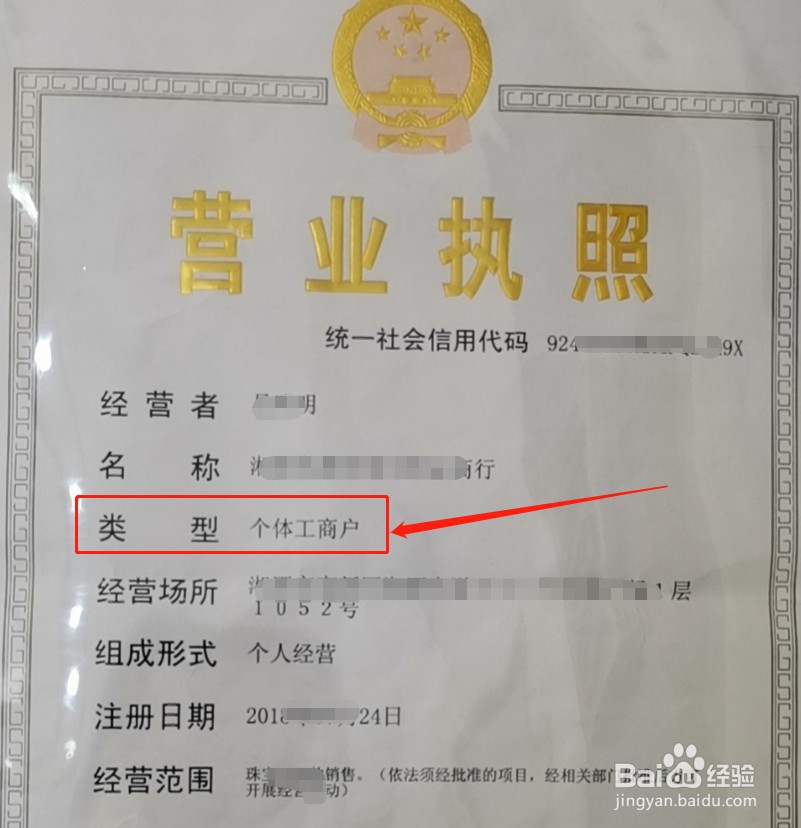 营业执照
统一社会信用代码 924 9X
经营者 明
名称 商行
类型 个体工商户
经营场所 1层
1052号
组成形式 个人经营
注册日期 2018 月24日
经营范围 珠宝 销售。（依法须经批准的项目，经相关部门
开展经 动）
Baidu 经验
jingyan.baidu.com